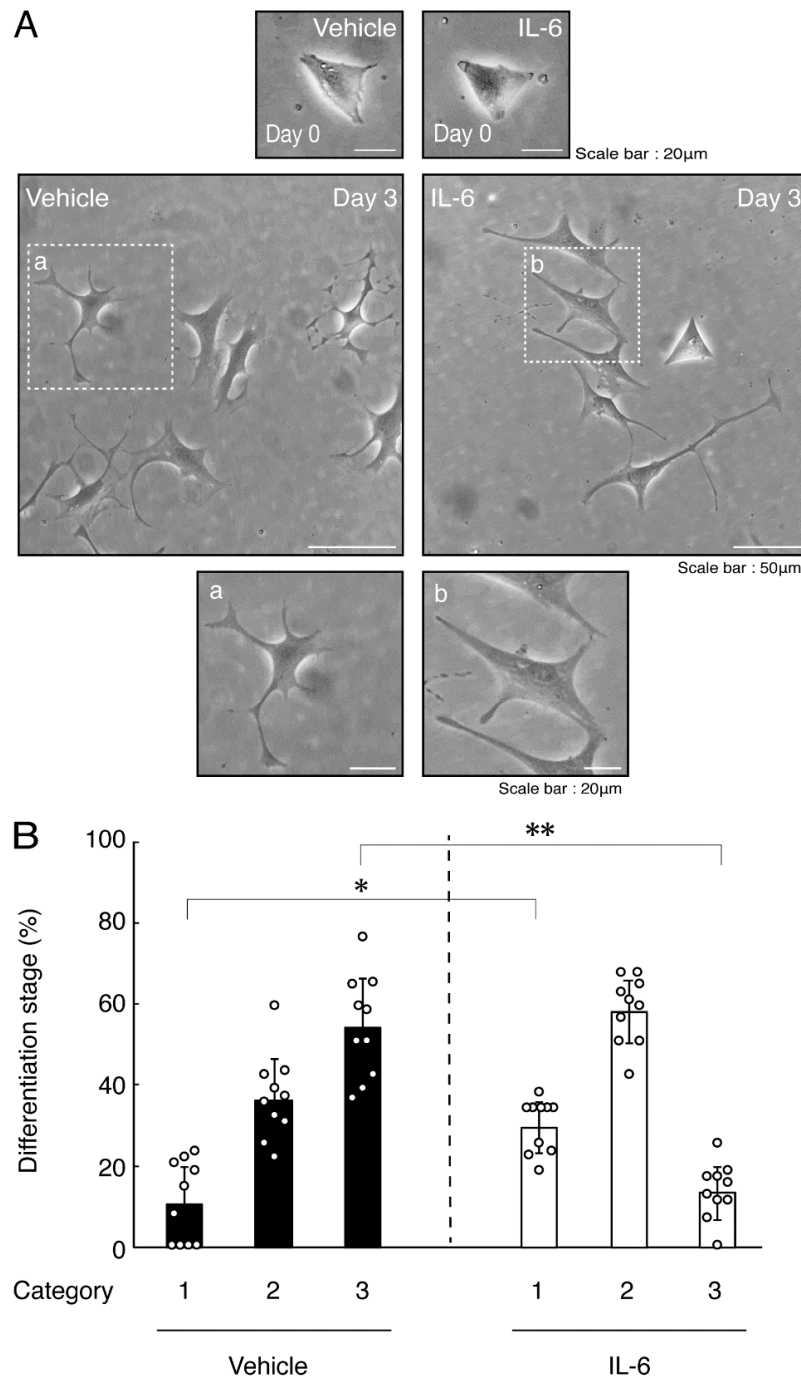 A
Vehicle
Day 0
IL-6
Day 0
Scale bar : 20μm
Vehicle
Day 3
a
IL-6
Day 3
b
Scale bar : 50μm
a
b
Scale bar : 20μm
B
Differentiation stage (%)
100
80
60
40
20
0
*
**
Category 1 2 3 1 2 3
Vehicle IL-6